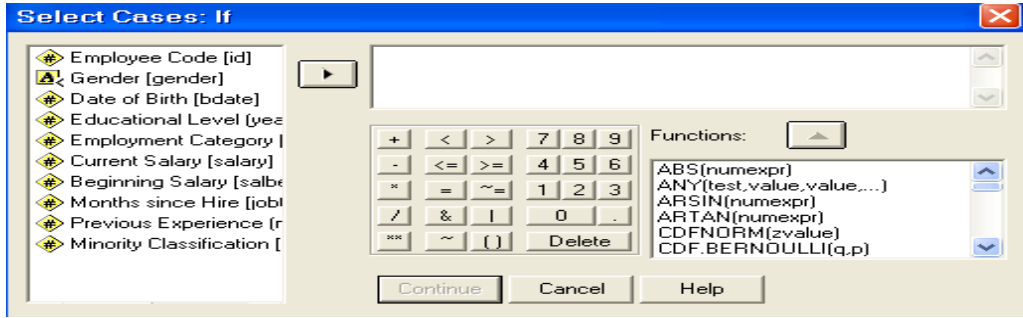 Select Cases: If
Employee Code [id]
Gender [gender]
Date of Birth [bdate]
Educational Level [yea
Employment Category [
Current Salary [salary]
Beginning Salary [salbe
Months since Hire [jobt
Previous Experience [r
Minority Classification [
+ < > 7 8 9
- <= >= 4 5 6
* = ~= 1 2 3
/ & | 0 .
** ~ () Delete
Functions:
ABS(numexpr)
ANY(test,value,value,...)
ARSIN(numexpr)
ARTAN(numexpr)
CDFNORM(zvalue)
CDF.BERNOULLI(q,p)
Continue Cancel Help